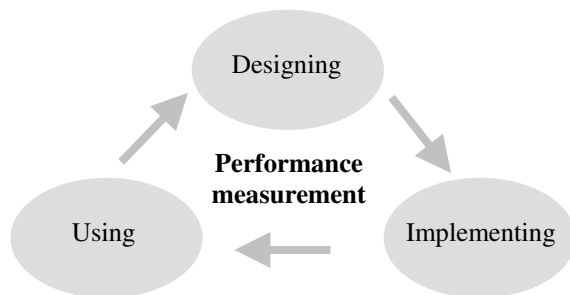 Designing
Performance
measurement
Using
Implementing